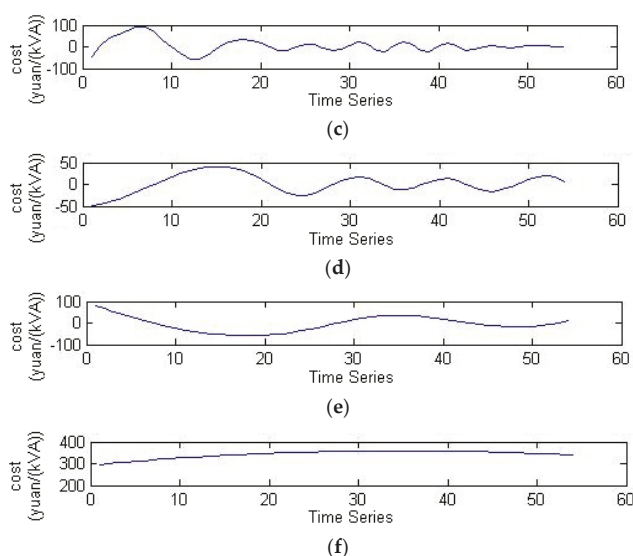 cost
(yuan/(kVA))
100
0
-100
0 10 20 30 40 50 60
Time Series
(c)
cost
(yuan/(kVA))
50
0
-50
0 10 20 30 40 50 60
Time Series
(d)
cost
(yuan/(kVA))
100
0
-100
0 10 20 30 40 50 60
Time Series
(e)
cost
(yuan/(kVA))
400
300
200
0 10 20 30 40 50 60
Time Series
(f)